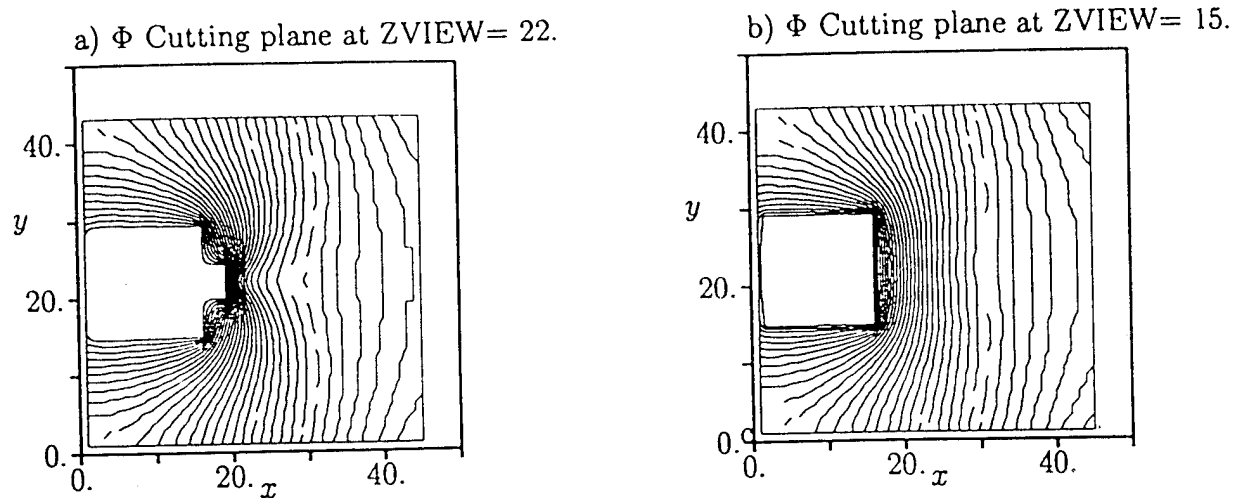 a) Φ Cutting plane at ZVIEW= 22.
40.
y
20.
0.
0.
20.
x
40.
b) Φ Cutting plane at ZVIEW= 15.
40.
y
20.
0.
0.
20.
x
40.